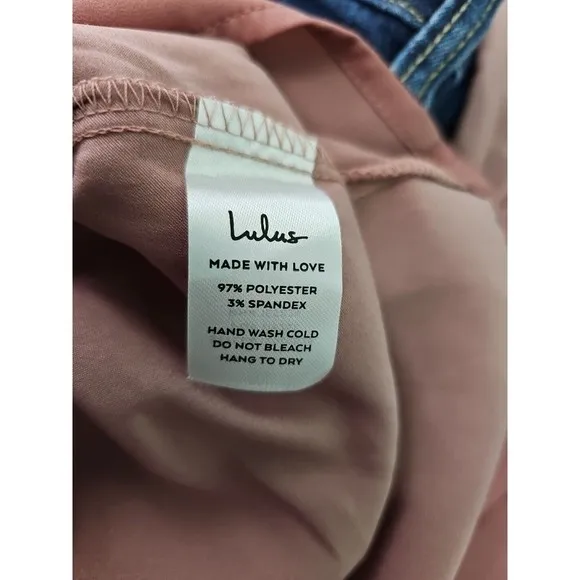 Lulus
MADE WITH LOVE
97% POLYESTER
3% SPANDEX
HAND WASH COLD
DO NOT BLEACH
HANG TO DRY